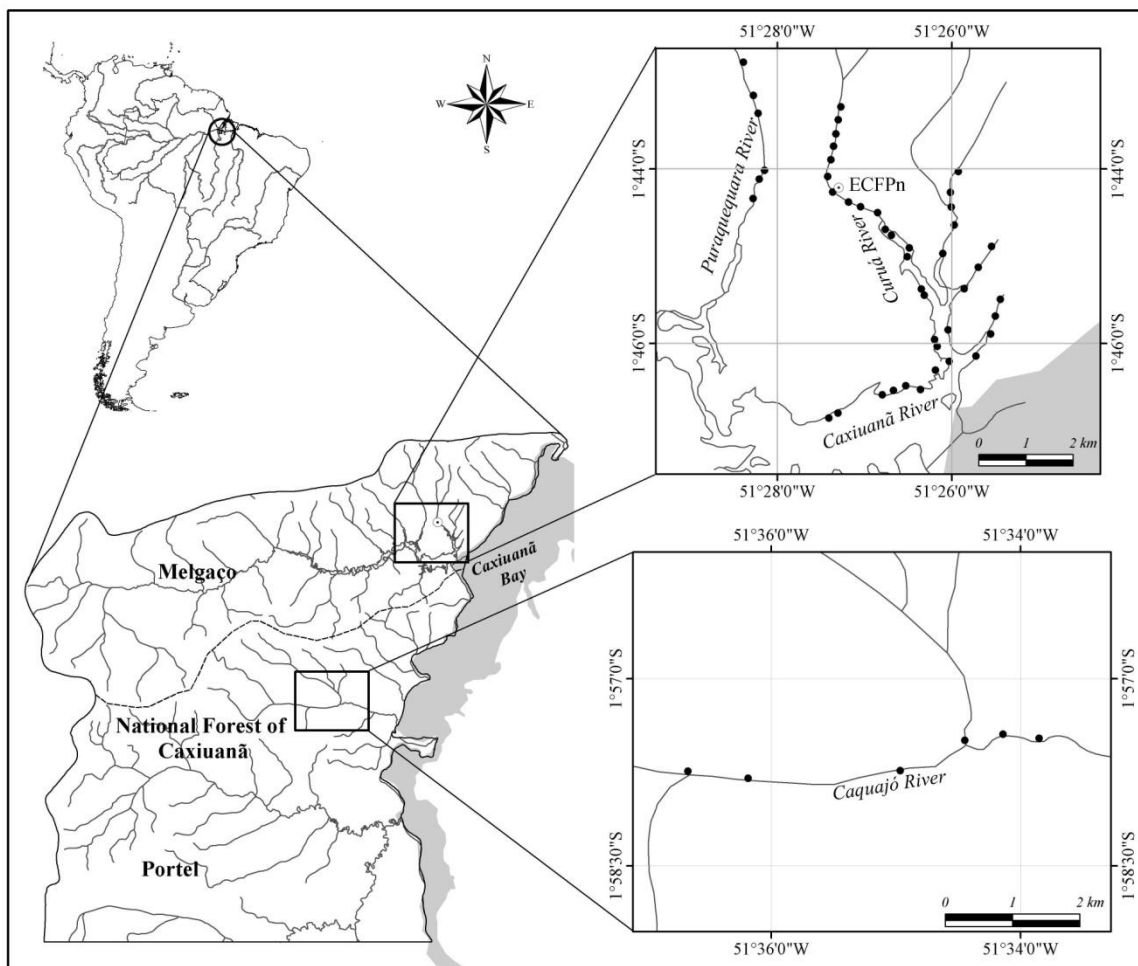 N
W
E
S
51°28'0"W
51°26'0"W
1°44'0"S
1°44'0"S
Puraquequara River
ECFPn
Curuá River
1°46'0"S
1°46'0"S
Caxiuanã River
0 1 2 km
51°28'0"W
51°26'0"W
Melgaço
Caxiuanã
Bay
National Forest of
Caxiuanã
Portel
51°36'0"W
51°34'0"W
1°57'0"S
1°57'0"S
Caquajó River
1°58'30"S
1°58'30"S
0 1 2 km
51°36'0"W
51°34'0"W